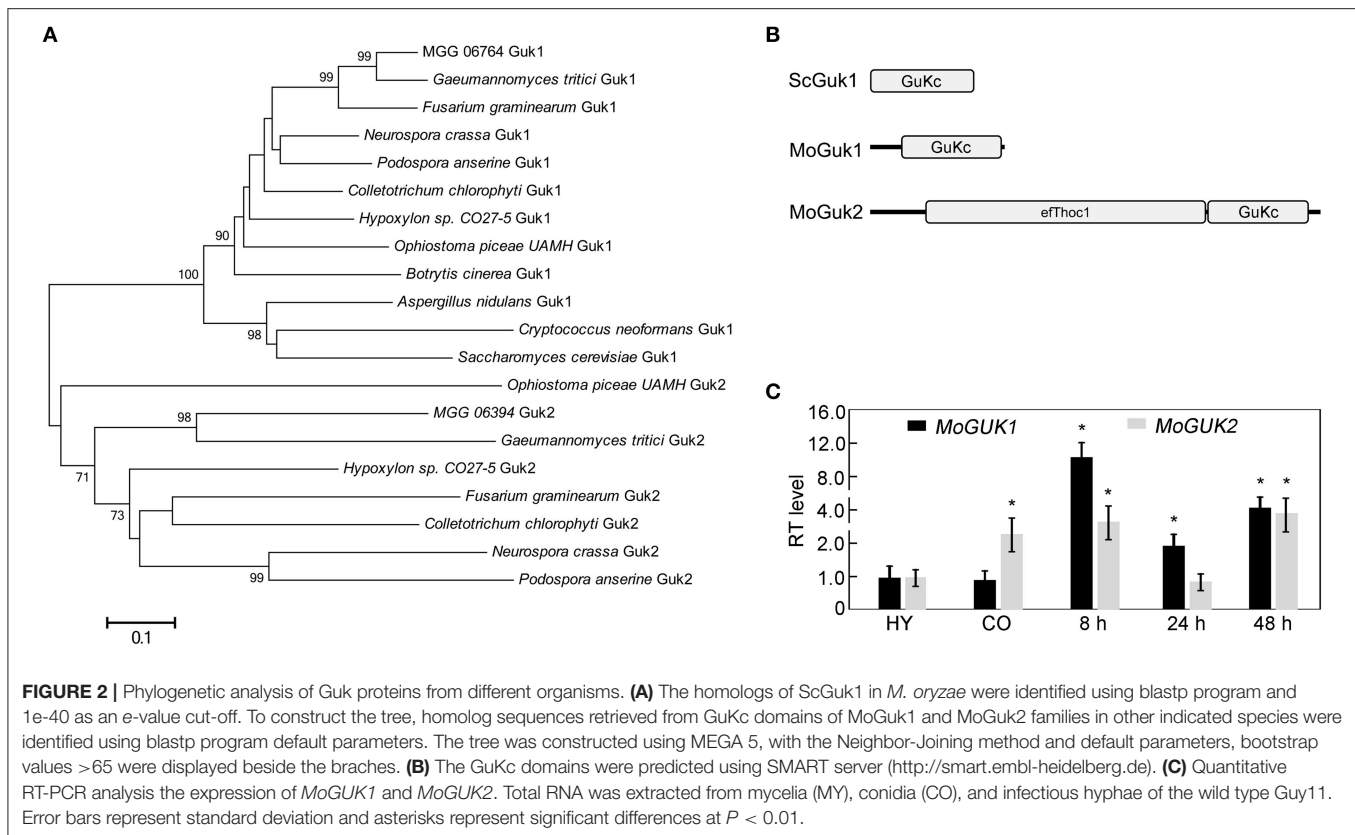 A
MGG 06764 Guk1
99
Gaeumannomyces tritici Guk1
99
Fusarium graminearum Guk1
Neurospora crassa Guk1
Podospora anserine Guk1
Colletotrichum chlorophyti Guk1
Hypoxylon sp. CO27-5 Guk1
90
Ophiostoma piceae UAMH Guk1
100
Botrytis cinerea Guk1
Aspergillus nidulans Guk1
98
Cryptococcus neoformans Guk1
Saccharomyces cerevisiae Guk1
Ophiostoma piceae UAMH Guk2
98
MGG 06394 Guk2
Gaeumannomyces tritici Guk2
71
Hypoxylon sp. CO27-5 Guk2
73
Fusarium graminearum Guk2
Colletotrichum chlorophyti Guk2
Neurospora crassa Guk2
99
Podospora anserine Guk2
0.1
B
ScGuk1 GuKc
MoGuk1 GuKc
MoGuk2 efThoc1 GuKc
C
RT level
16.0
12.0
8.0
4.0
2.0
1.0
0
MoGUK1 MoGUK2
* * * * * *
HY CO 8 h 24 h 48 h
FIGURE 2 | Phylogenetic analysis of Guk proteins from different organisms. (A) The homologs of ScGuk1 in M. oryzae were identified using blastp program and
1e-40 as an e-value cut-off. To construct the tree, homolog sequences retrieved from GuKc domains of MoGuk1 and MoGuk2 families in other indicated species were
identified using blastp program default parameters. The tree was constructed using MEGA 5, with the Neighbor-Joining method and default parameters, bootstrap
values >65 were displayed beside the braches. (B) The GuKc domains were predicted using SMART server (http://smart.embl-heidelberg.de). (C) Quantitative
RT-PCR analysis the expression of MoGUK1 and MoGUK2. Total RNA was extracted from mycelia (MY), conidia (CO), and infectious hyphae of the wild type Guy11.
Error bars represent standard deviation and asterisks represent significant differences at P < 0.01.